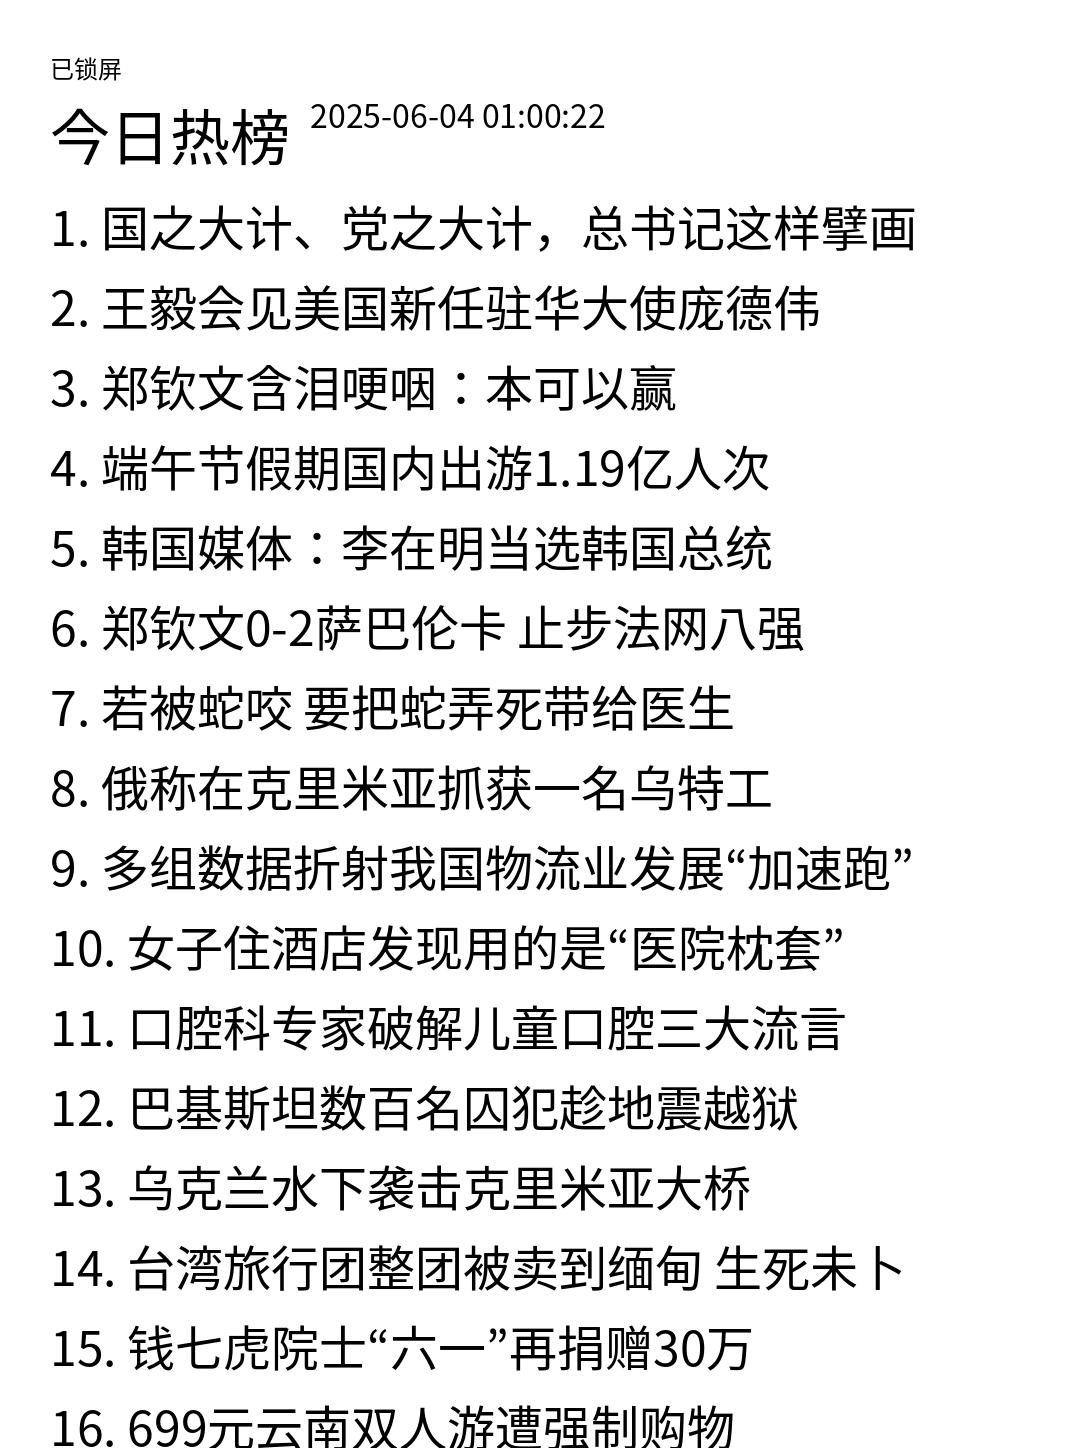 已锁屏
今日热榜 2025-06-04 01:00:22
1. 国之大计、党之大计，总书记这样擘画
2. 王毅会见美国新任驻华大使庞德伟
3. 郑钦文含泪哽咽：本可以赢
4. 端午节假期国内出游1.19亿人次
5. 韩国媒体：李在明当选韩国总统
6. 郑钦文0-2萨巴伦卡 止步法网八强
7. 若被蛇咬 要把蛇弄死带给医生
8. 俄称在克里米亚抓获一名乌特工
9. 多组数据折射我国物流业发展“加速跑”
10. 女子住酒店发现用的是“医院枕套”
11. 口腔科专家破解儿童口腔三大流言
12. 巴基斯坦数百名囚犯趁地震越狱
13. 乌克兰水下袭击克里米亚大桥
14. 台湾旅行团整团被卖到缅甸 生死未卜
15. 钱七虎院士“六一”再捐赠30万
16. 699元云南双人游遭强制购物